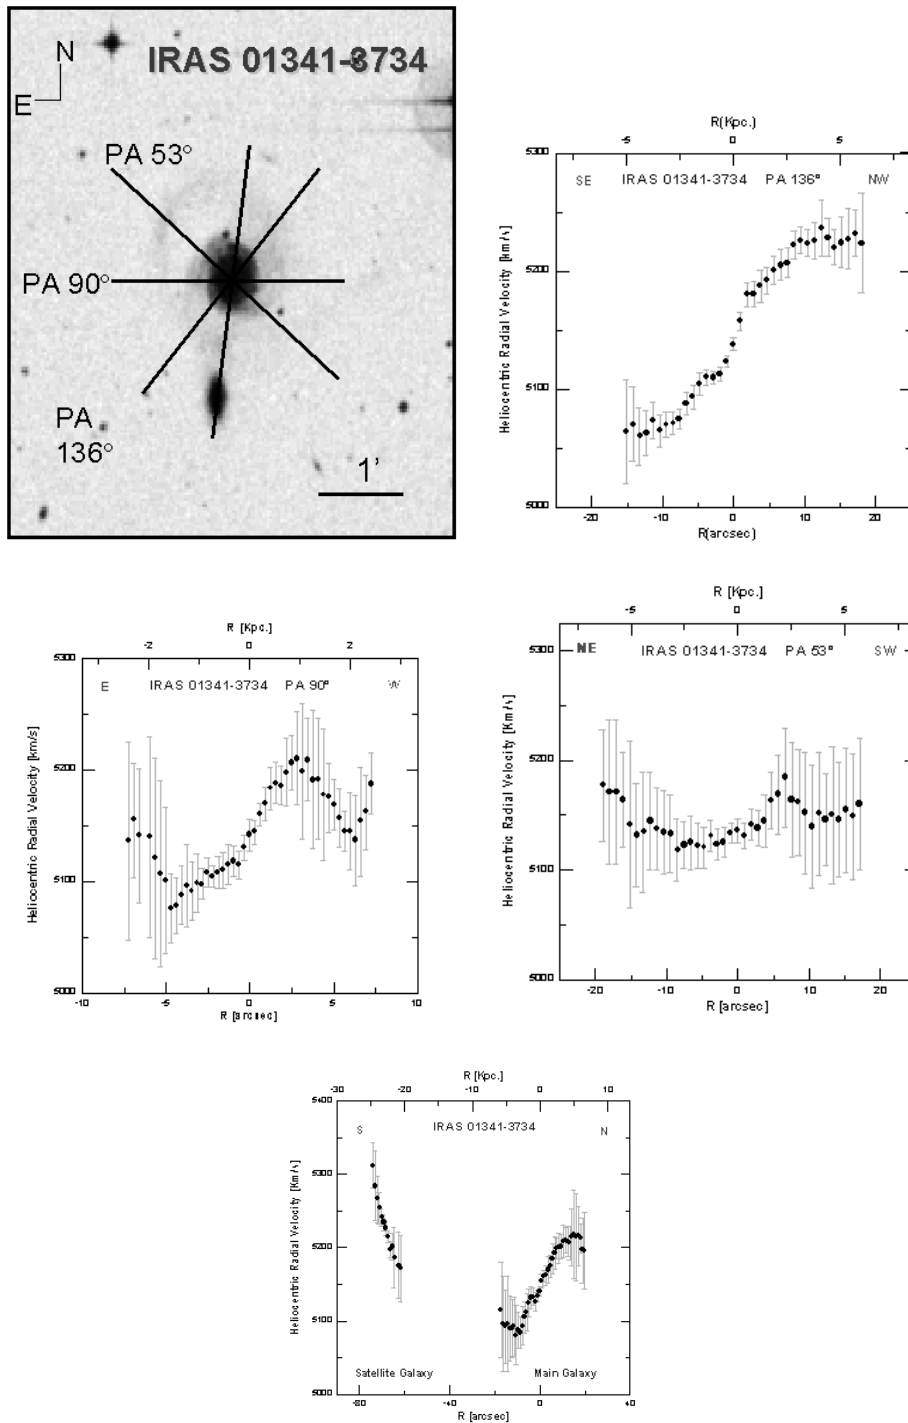 IRAS 01341-3734
N
E
PA 53°
PA 90°
PA
136°
1'
R(Kpc.)
-5 0 5
5300
SE IRAS 01341-3734 PA 136º NW
5200
Heliocentric Radial Velocity [km/s]
5100
5000
-20 -10 0 10 20
R(arcsec)
R [Kpc.]
-2 0 2
5300
E IRAS 01341-3734 PA 90º W
Heliocentric Radial Velocity [km/s]
5200
5100
5000
-10 -5 0 5 10
R [arcsec]
R [Kpc.]
-5 0 5
5300
NE IRAS 01341-3734 PA 53º SW
Heliocentric Radial Velocity [Km/s]
5200
5100
5000
-20 -10 0 10 20
R [arcsec]
R [Kpc.]
-30 -20 -10 0 10
5400
S IRAS 01341-3734 N
5300
Heliocentric Radial Velocity [Km/s]
5200
5100
Satellite Galaxy Main Galaxy
5000
-80 -40 0 40
R [arcsec]